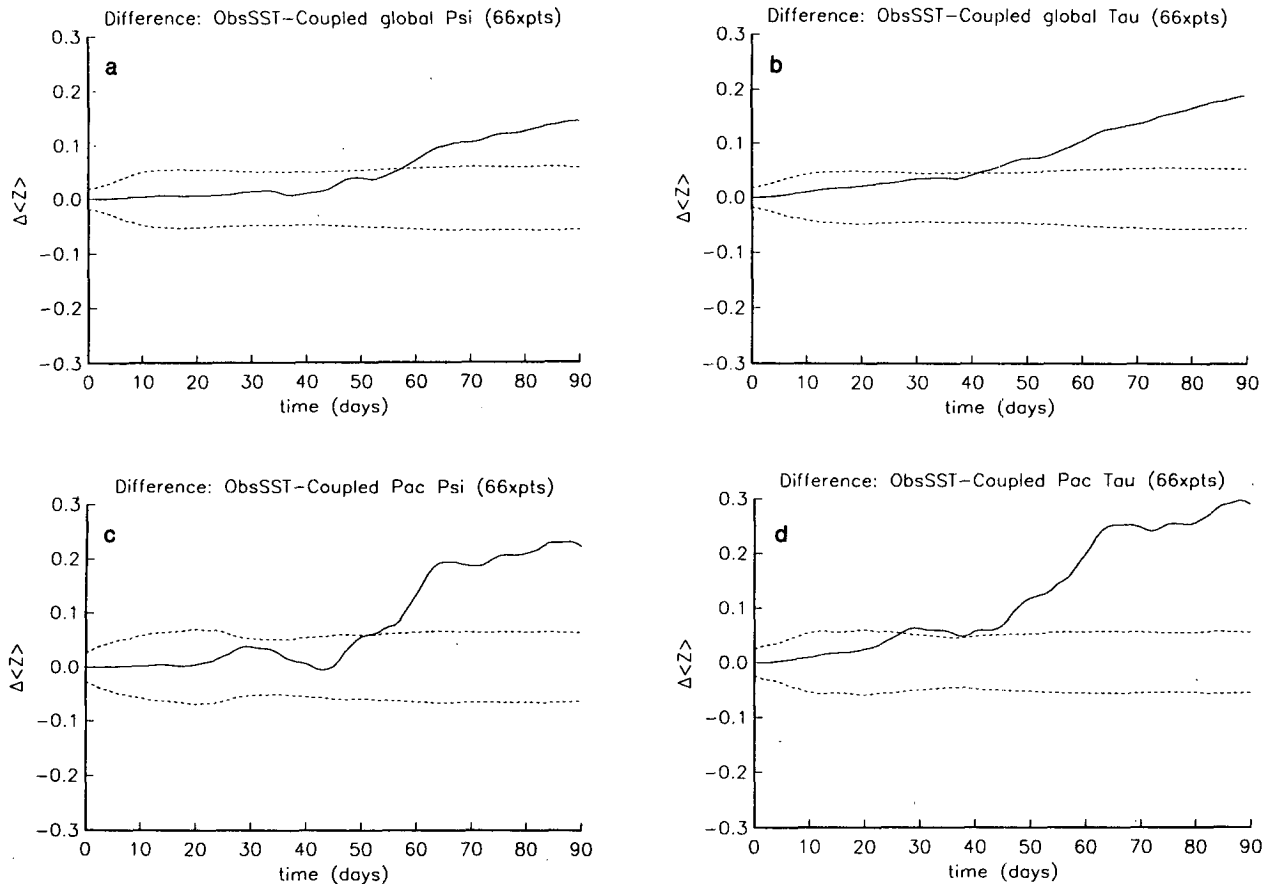 Difference: ObsSST-Coupled global Psi (66xpts)
a
0.3
0.2
0.1
0.0
-0.1
-0.2
-0.3
Δ<Z>
0 10 20 30 40 50 60 70 80 90
time (days)
Difference: ObsSST-Coupled global Tau (66xpts)
b
0.3
0.2
0.1
0.0
-0.1
-0.2
-0.3
Δ<Z>
0 10 20 30 40 50 60 70 80 90
time (days)
Difference: ObsSST-Coupled Pac Psi (66xpts)
c
0.3
0.2
0.1
0.0
-0.1
-0.2
-0.3
Δ<Z>
0 10 20 30 40 50 60 70 80 90
time (days)
Difference: ObsSST-Coupled Pac Tau (66xpts)
d
0.3
0.2
0.1
0.0
-0.1
-0.2
-0.3
Δ<Z>
0 10 20 30 40 50 60 70 80 90
time (days)